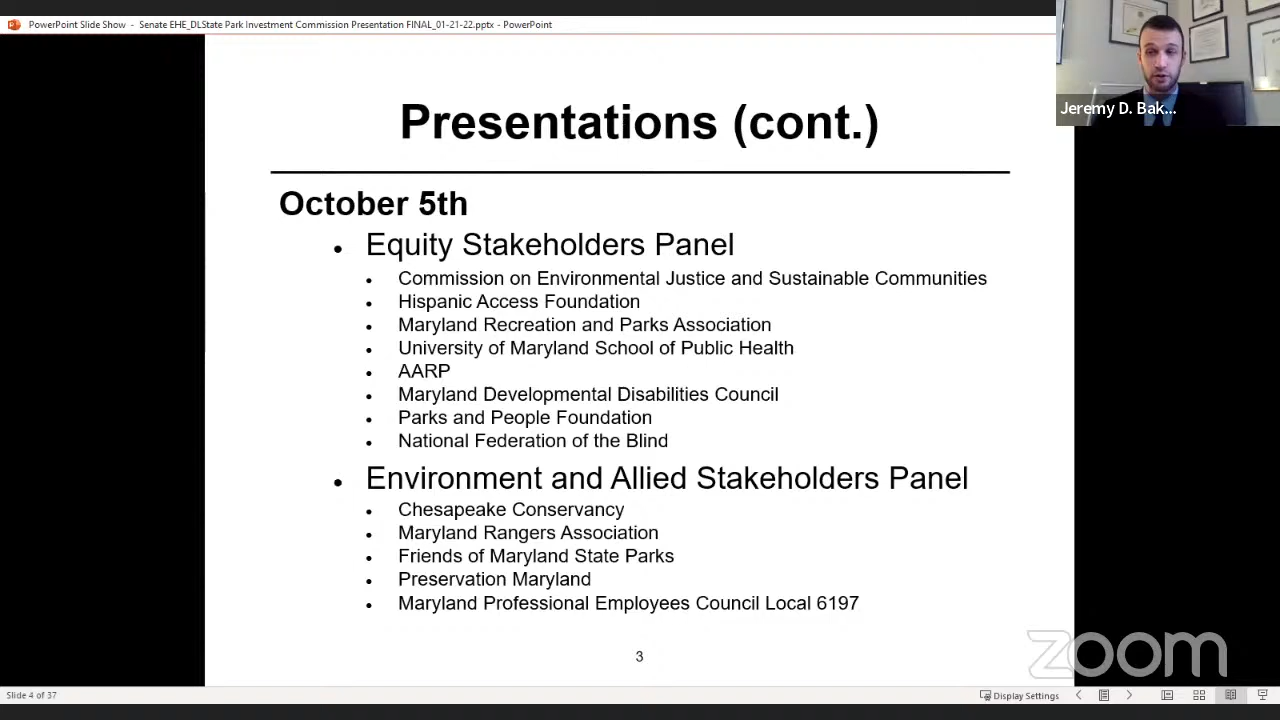 PowerPoint Slide Show - Senate EHE_DLState Park Investment Commission Presentation FINAL_01-21-22.pptx - PowerPoint
Jeremy D. Bak...
Presentations (cont.)
October 5th
• Equity Stakeholders Panel
• Commission on Environmental Justice and Sustainable Communities
• Hispanic Access Foundation
• Maryland Recreation and Parks Association
• University of Maryland School of Public Health
• AARP
• Maryland Developmental Disabilities Council
• Parks and People Foundation
• National Federation of the Blind
• Environment and Allied Stakeholders Panel
• Chesapeake Conservancy
• Maryland Rangers Association
• Friends of Maryland State Parks
• Preservation Maryland
• Maryland Professional Employees Council Local 6197
3
zoom
Slide 4 of 37
Display Settings